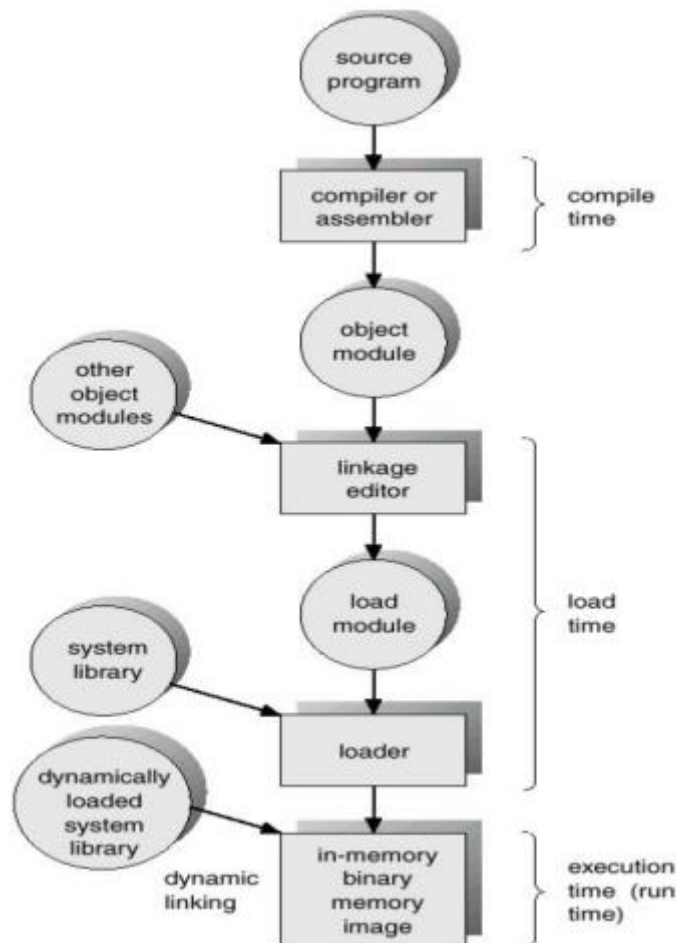 source
program
compiler or
assembler
compile
time
object
module
other
object
modules
linkage
editor
load
module
load
time
system
library
loader
dynamically
loaded
system
library
dynamic
linking
in-memory
binary
memory
image
execution
time (run
time)